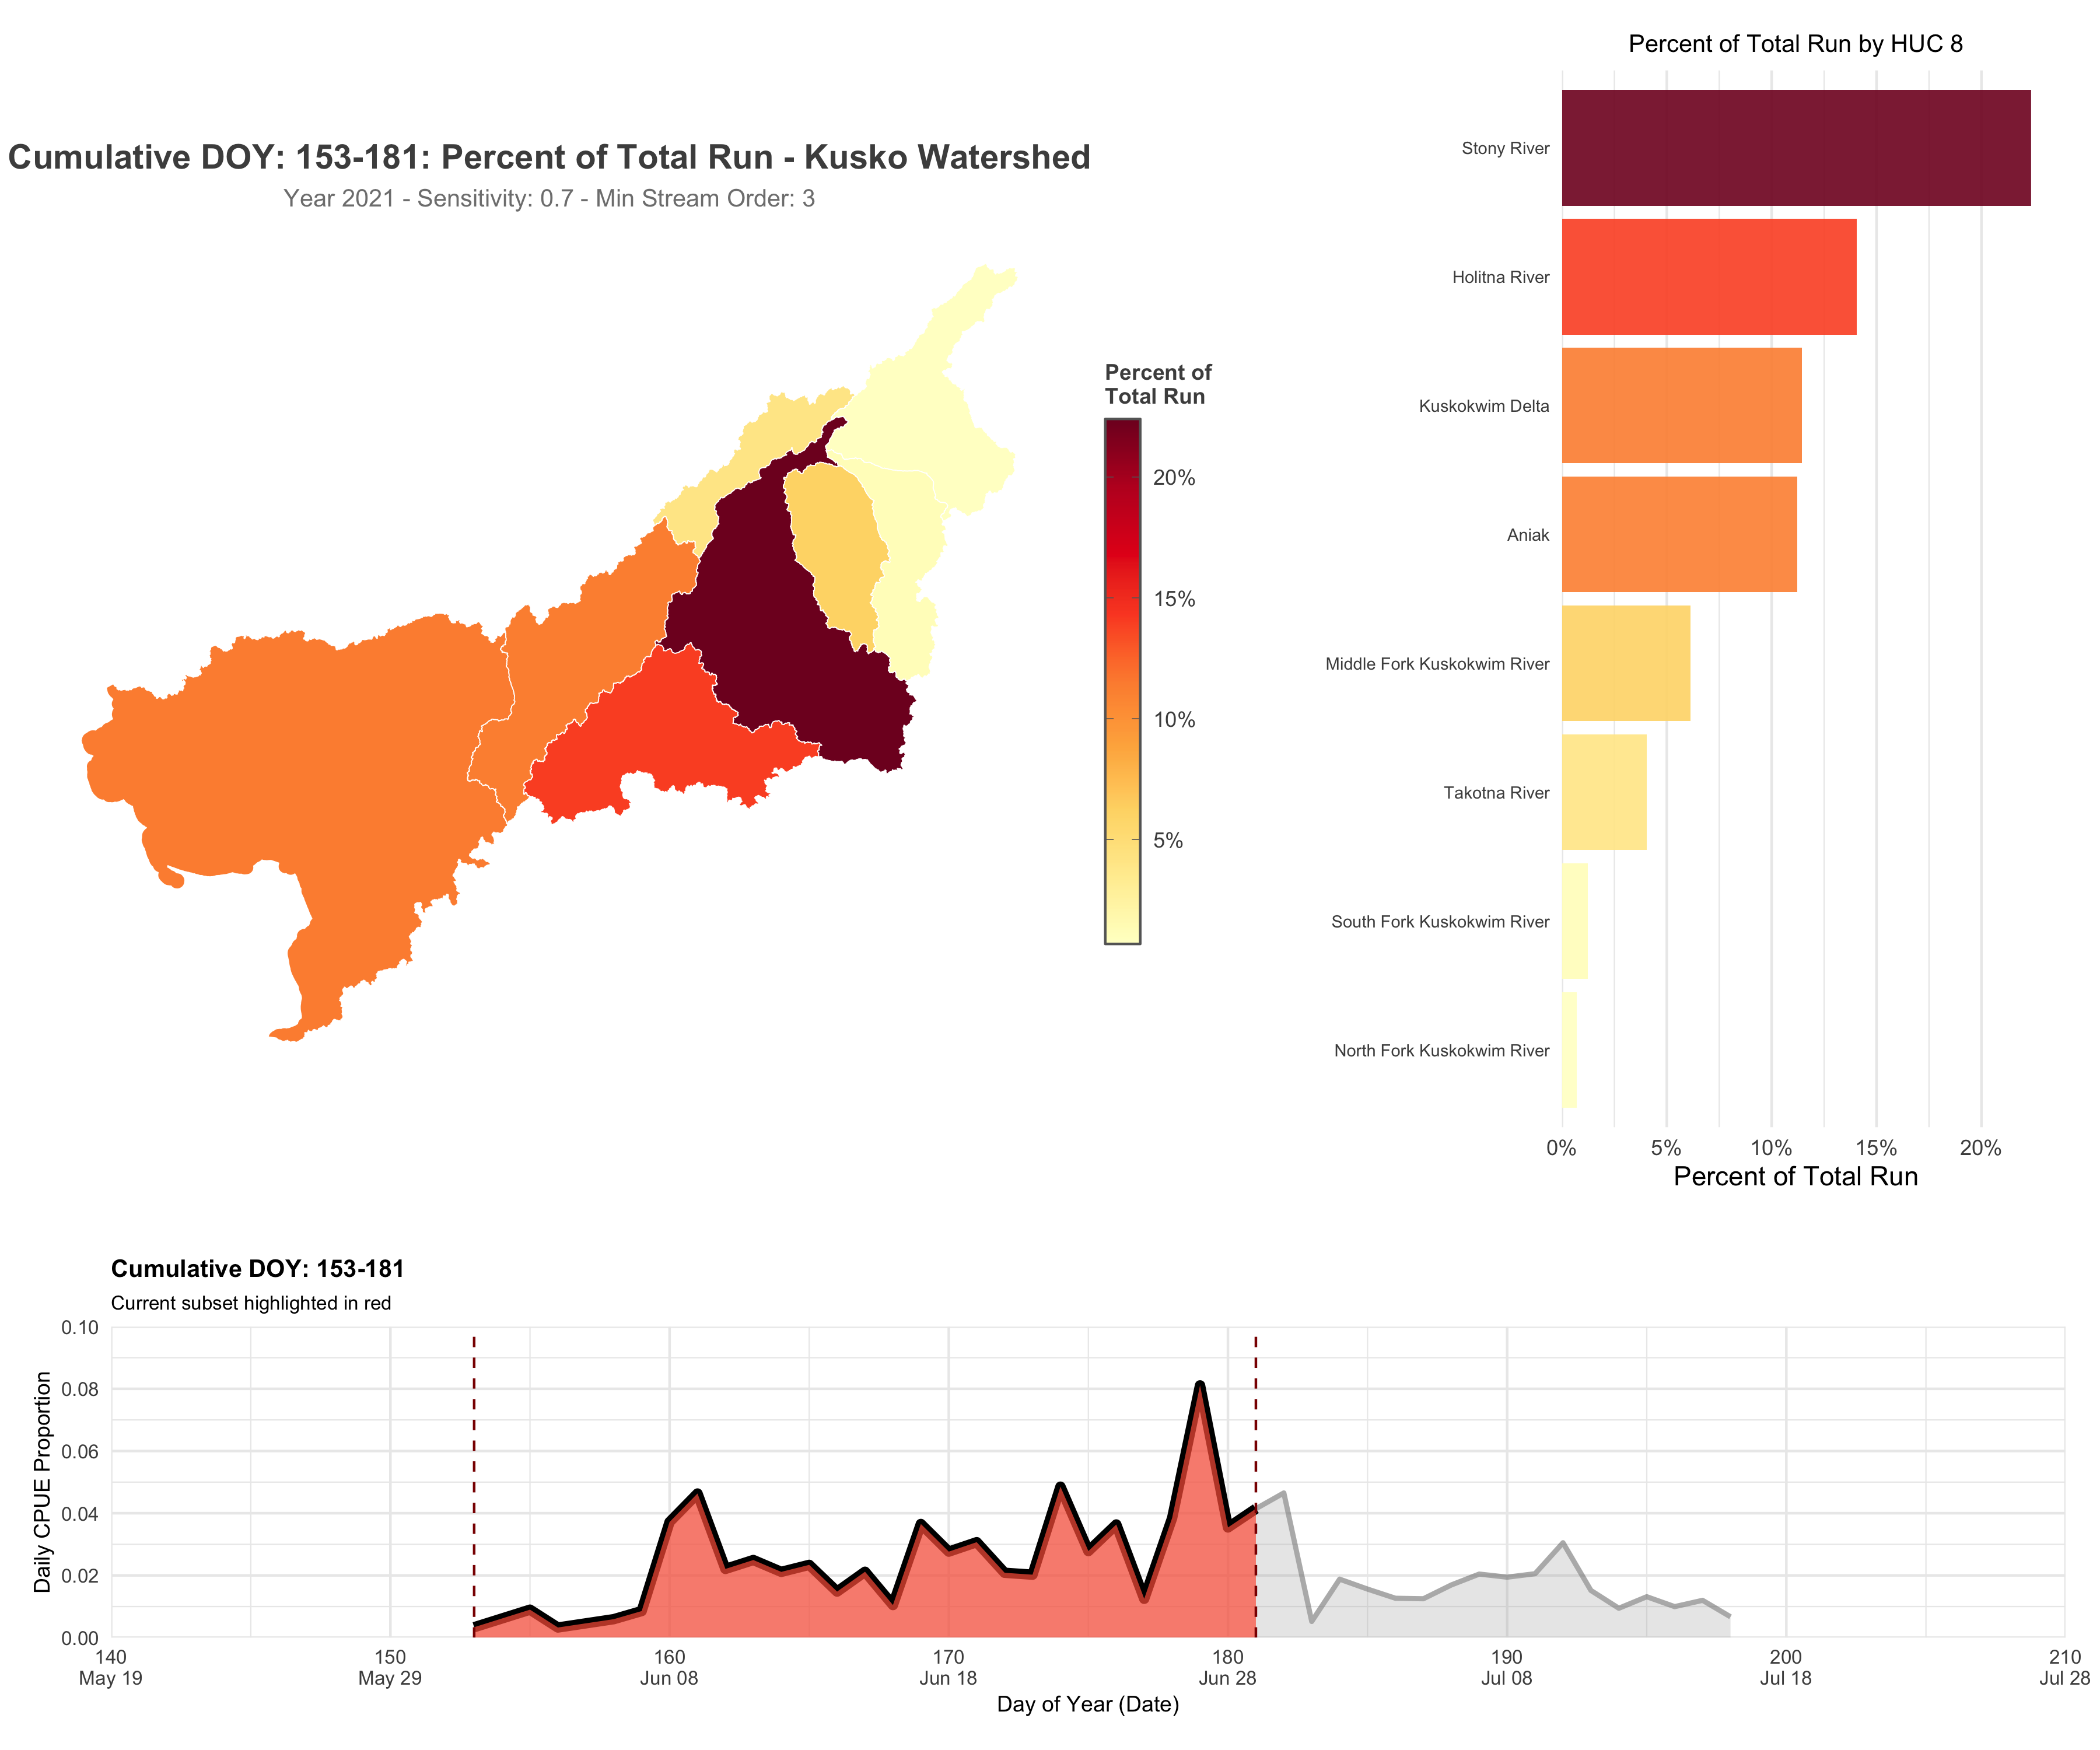 Cumulative DOY: 153-181: Percent of Total Run - Kusko Watershed
Year 2021 - Sensitivity: 0.7 - Min Stream Order: 3
Percent of
Total Run
20%
15%
10%
5%
Percent of Total Run by HUC 8
Stony River
Holitna River
Kuskokwim Delta
Aniak
Middle Fork Kuskokwim River
Takotna River
South Fork Kuskokwim River
North Fork Kuskokwim River
0% 5% 10% 15% 20%
Percent of Total Run
Cumulative DOY: 153-181
Current subset highlighted in red
Daily CPUE Proportion
0.10
0.08
0.06
0.04
0.02
0.00
140 150 160 170 180 190 200 210
May 19 May 29 Jun 08 Jun 18 Jun 28 Jul 08 Jul 18 Jul 28
Day of Year (Date)